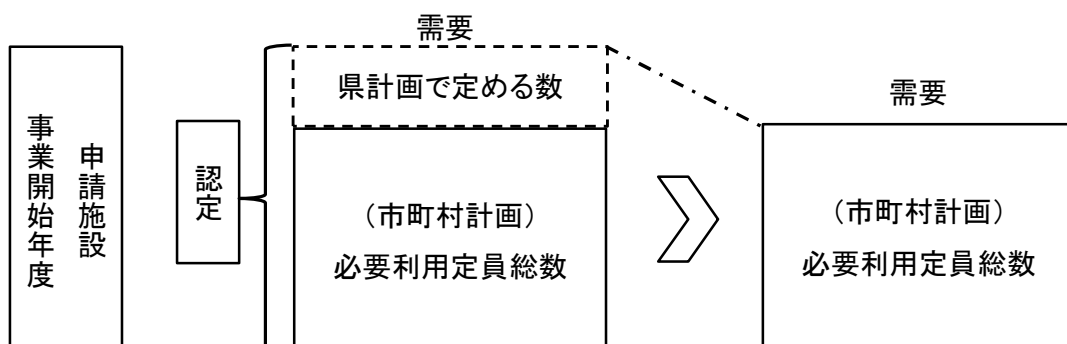 申請施設
事業開始年度
認定
需要
県計画で定める数
（市町村計画）
必要利用定員総数
需要
（市町村計画）
必要利用定員総数